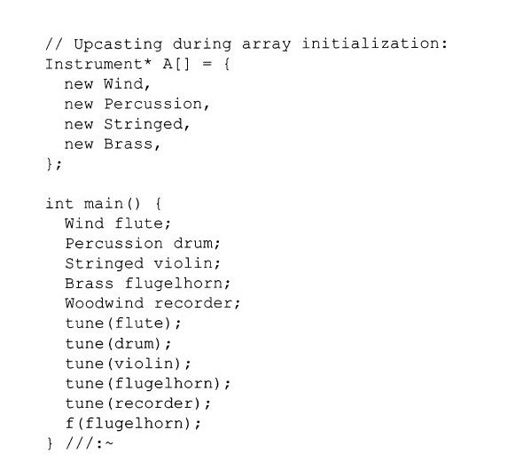 // Upcasting during array initialization:
Instrument* A[] = {
  new Wind,
  new Percussion,
  new Stringed,
  new Brass,
};

int main() {
  Wind flute;
  Percussion drum;
  Stringed violin;
  Brass flugelhorn;
  Woodwind recorder;
  tune(flute);
  tune(drum);
  tune(violin);
  tune(flugelhorn);
  tune(recorder);
  f(flugelhorn);
} ///:~